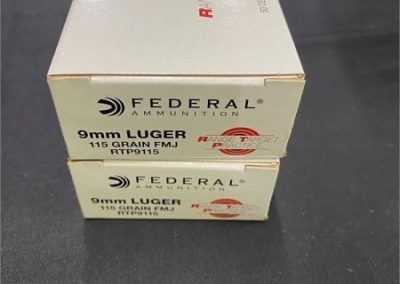 FEDERAL®
AMMUNITION
9mm LUGER
115 GRAIN FMJ
RTP9115
RANGE TARGET
PRACTICE
FEDERAL®
AMMUNITION
9mm LUGER
115 GRAIN FMJ
RTP9115